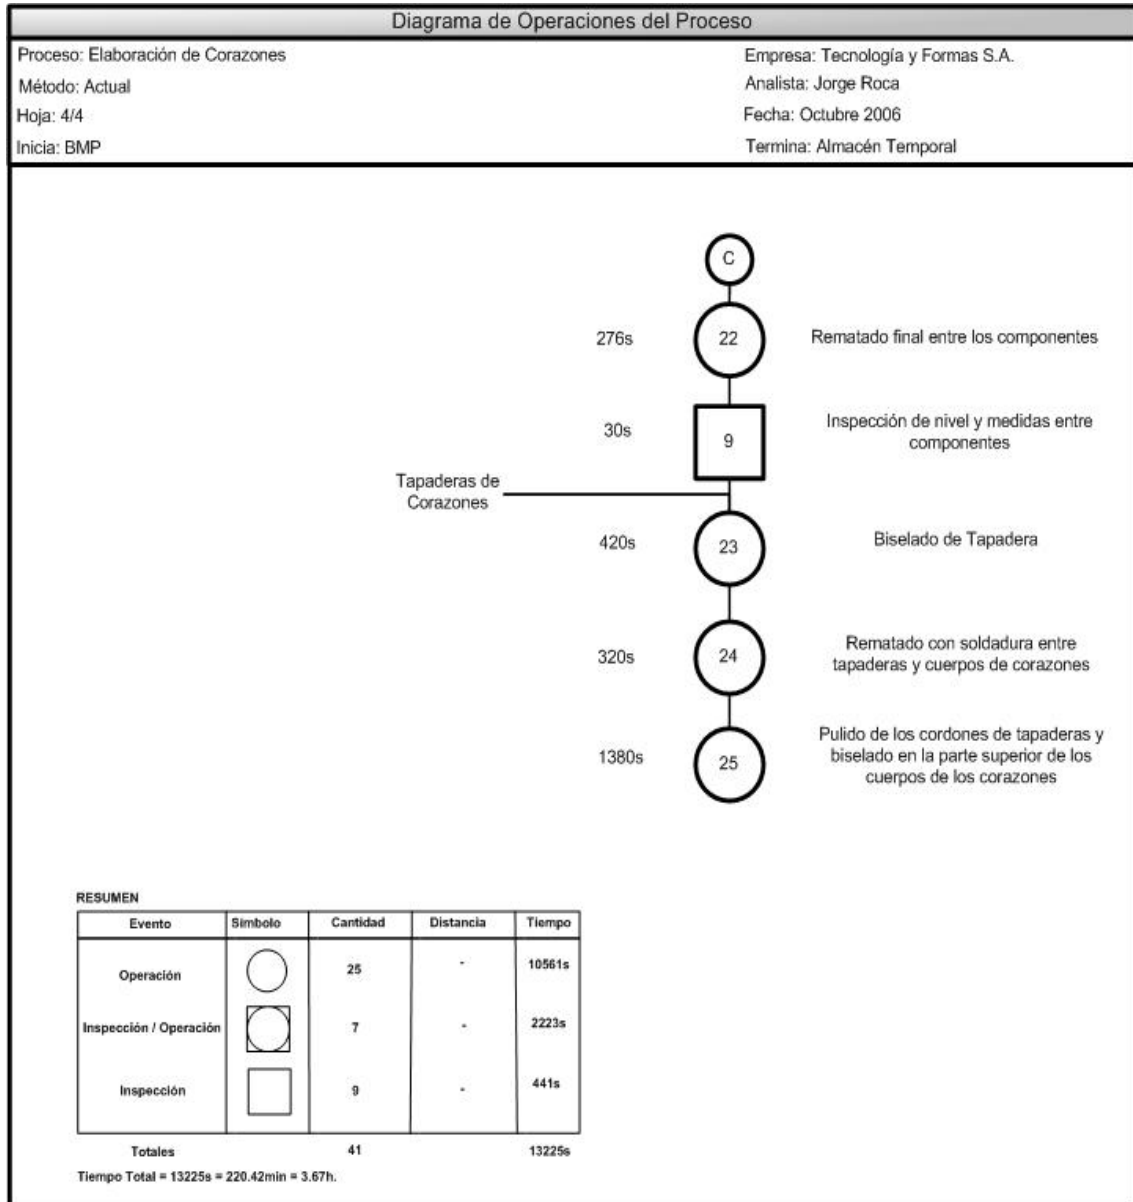 Diagrama de Operaciones del Proceso
Proceso: Elaboración de Corazones
Empresa: Tecnología y Formas S.A.
Método: Actual
Analista: Jorge Roca
Hoja: 4/4
Fecha: Octubre 2006
Inicia: BMP
Termina: Almacén Temporal
C
276s
22
Rematado final entre los componentes
30s
9
Inspección de nivel y medidas entre
componentes
Tapaderas de
Corazones
420s
23
Biselado de Tapadera
320s
24
Rematado con soldadura entre
tapaderas y cuerpos de corazones
1380s
25
Pulido de los cordones de tapaderas y
biselado en la parte superior de los
cuerpos de los corazones
RESUMEN
Evento Símbolo Cantidad Distancia Tiempo
Operación 25 - 10561s
Inspección / Operación 7 - 2223s
Inspección 9 - 441s
Totales 41 13225s
Tiempo Total = 13225s = 220.42min = 3.67h.